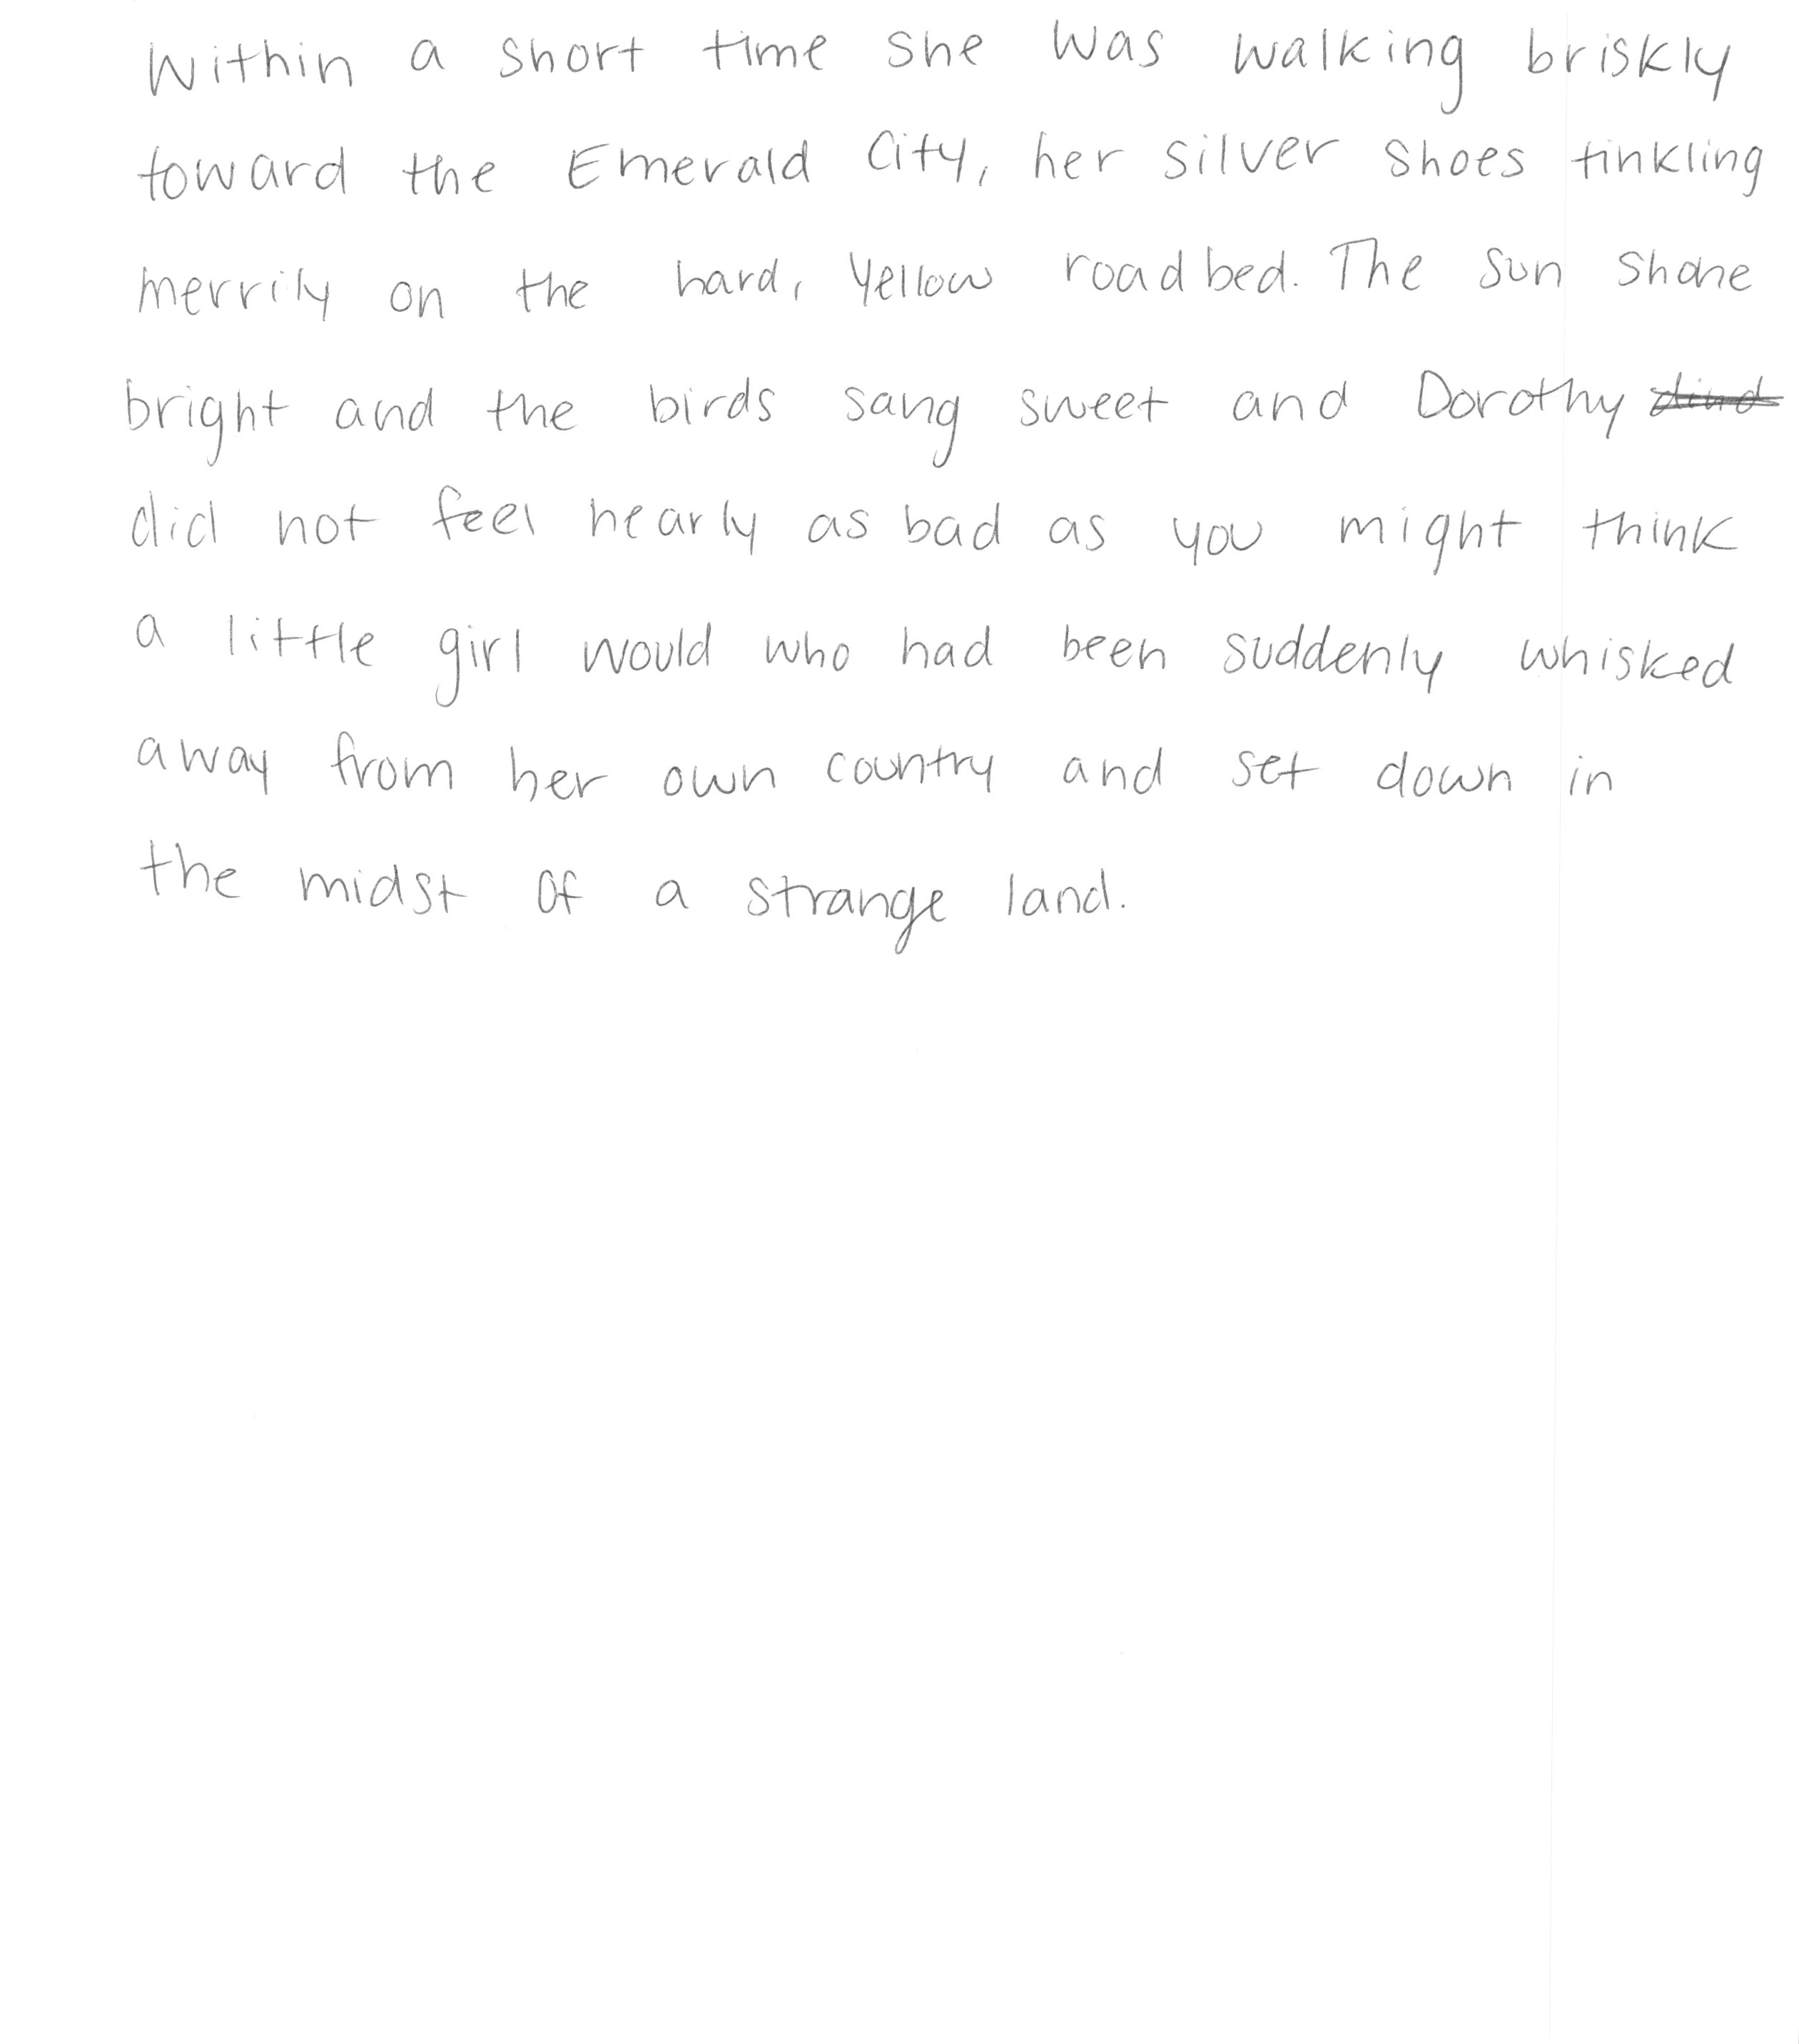 Within a short time she was walking briskly
toward the Emerald City, her silver shoes tinkling
merrily on the hard, yellow roadbed. The sun shone
bright and the birds sang sweet and Dorothy
did not feel nearly as bad as you might think
a little girl would who had been suddenly whisked
away from her own country and set down in
the midst of a strange land.